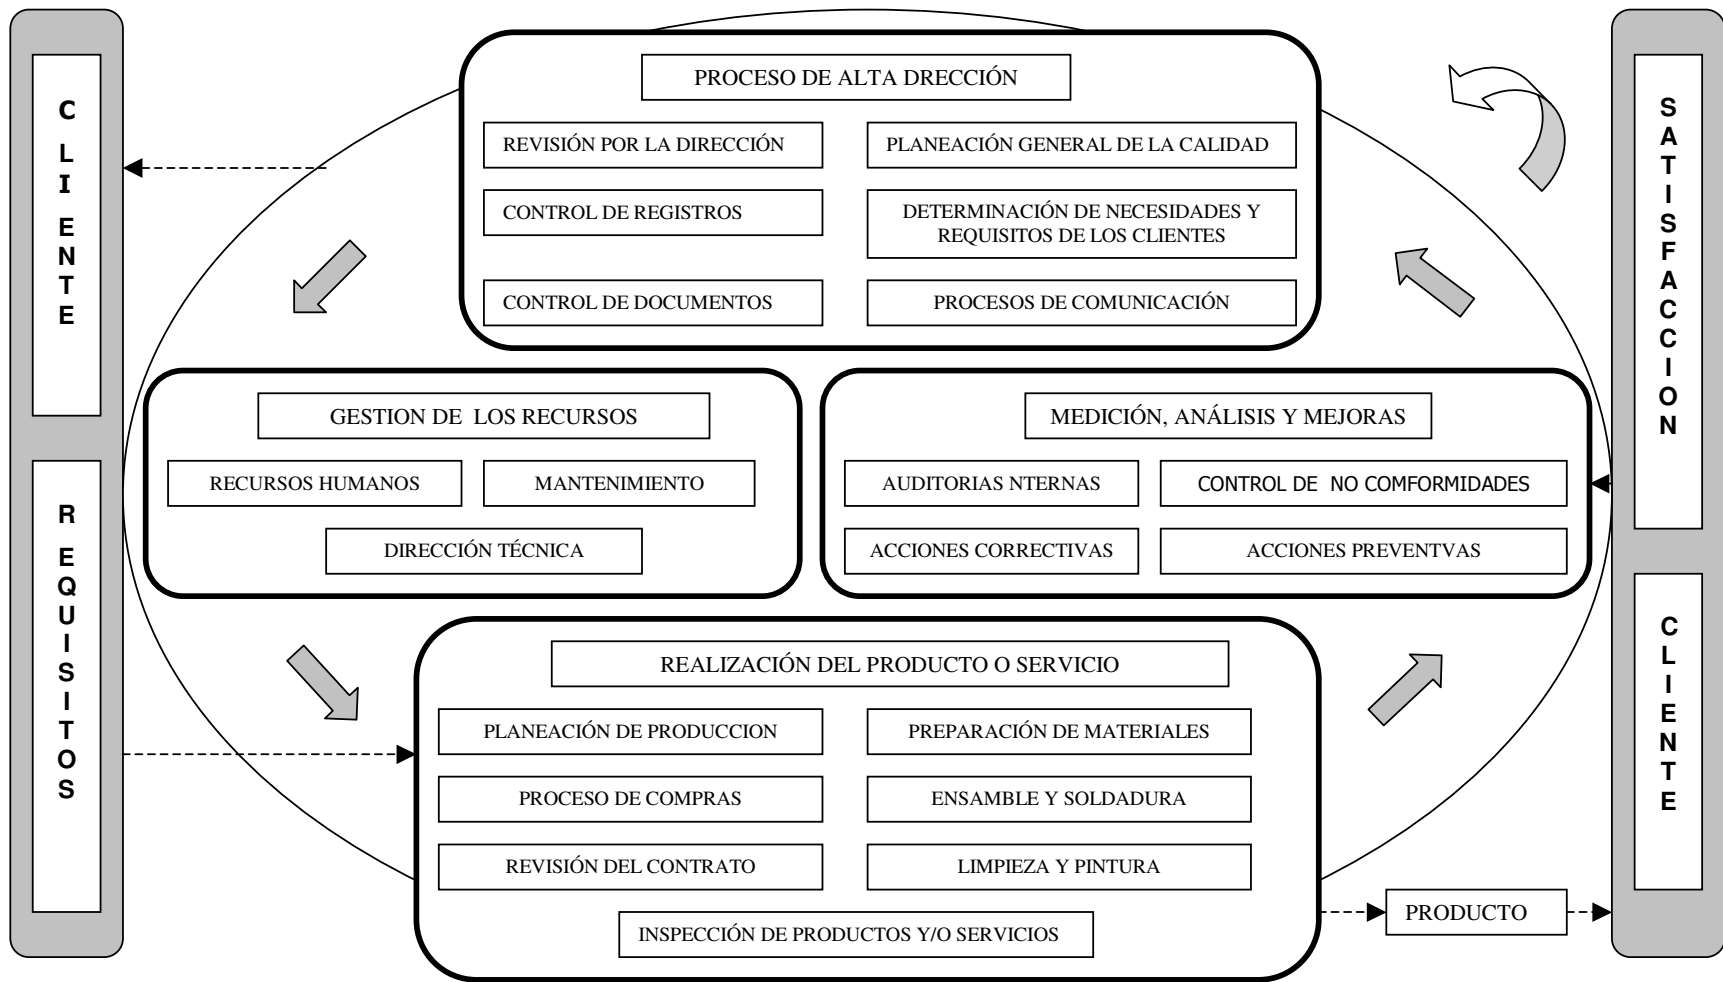 CLIENTE
REQUISITOS
PROCESO DE ALTA DRECCIÓN
REVISIÓN POR LA DIRECCIÓN
PLANEACIÓN GENERAL DE LA CALIDAD
CONTROL DE REGISTROS
DETERMINACIÓN DE NECESIDADES Y
REQUISITOS DE LOS CLIENTES
CONTROL DE DOCUMENTOS
PROCESOS DE COMUNICACIÓN
GESTION DE LOS RECURSOS
RECURSOS HUMANOS
MANTENIMIENTO
DIRECCIÓN TÉCNICA
MEDICIÓN, ANÁLISIS Y MEJORAS
AUDITORIAS NTERNAS
CONTROL DE NO COMFORMIDADES
ACCIONES CORRECTIVAS
ACCIONES PREVENTVAS
REALIZACIÓN DEL PRODUCTO O SERVICIO
PLANEACIÓN DE PRODUCCION
PREPARACIÓN DE MATERIALES
PROCESO DE COMPRAS
ENSAMBLE Y SOLDADURA
REVISIÓN DEL CONTRATO
LIMPIEZA Y PINTURA
INSPECCIÓN DE PRODUCTOS Y/O SERVICIOS
PRODUCTO
SATISFACCION
CLIENTE